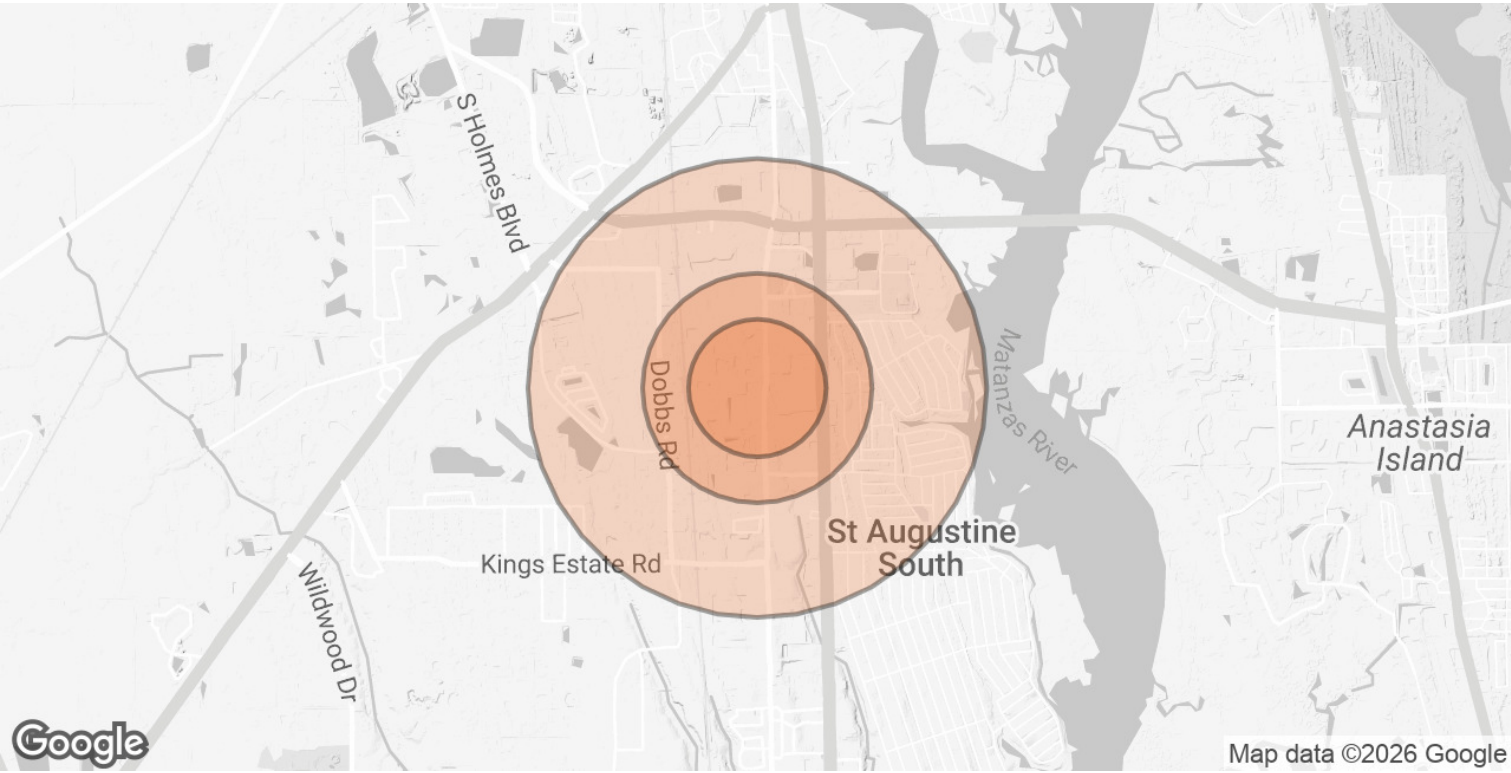 S Holmes Blvd
Dobbs Rd
Matanzas River
Anastasia
Island
St Augustine
South
Kings Estate Rd
Wildwood Dr
Google
Map data ©2026 Google